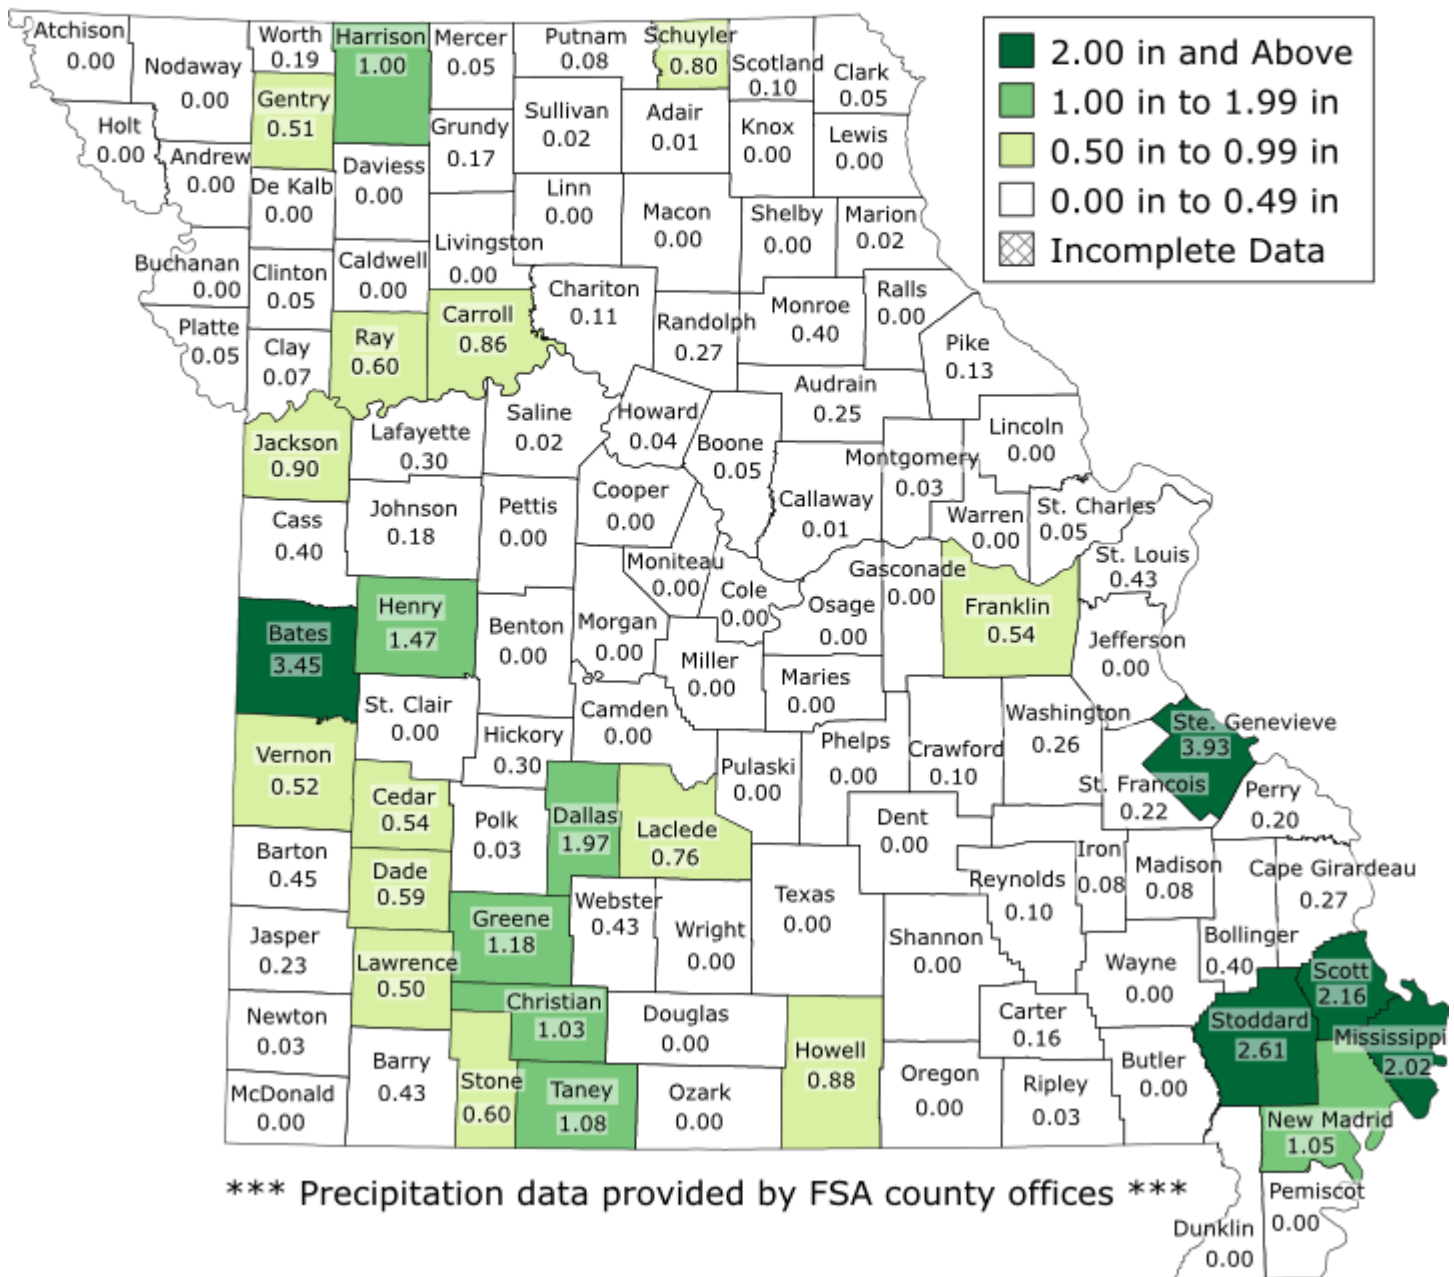 2.00 in and Above
1.00 in to 1.99 in
0.50 in to 0.99 in
0.00 in to 0.49 in
Incomplete Data
Atchison
0.00
Nodaway
0.00
Worth
0.19
Harrison
1.00
Mercer
0.05
Putnam
0.08
Schuyler
0.80
Scotland
0.10
Clark
0.05
Gentry
0.51
Holt
0.00
Andrew
0.00
De Kalb
0.00
Daviess
0.00
Grundy
0.17
Sullivan
0.02
Adair
0.01
Knox
0.00
Lewis
0.00
Linn
0.00
Macon
0.00
Shelby
0.00
Marion
0.02
Buchanan
0.00
Clinton
0.05
Caldwell
0.00
Livingston
0.00
Chariton
0.11
Randolph
0.27
Monroe
0.40
Ralls
0.00
Pike
0.13
Platte
0.05
Clay
0.07
Ray
0.60
Carroll
0.86
Audrain
0.25
Jackson
0.90
Lafayette
0.30
Saline
0.02
Howard
0.04
Boone
0.05
Callaway
0.01
Montgomery
0.03
Lincoln
0.00
Warren
0.00
St. Charles
0.05
St. Louis
0.43
Cass
0.40
Johnson
0.18
Pettis
0.00
Cooper
0.00
Moniteau
0.00
Cole
0.00
Osage
0.00
Gasconade
0.00
Franklin
0.54
Jefferson
0.00
Bates
3.45
Henry
1.47
Benton
0.00
Morgan
0.00
Miller
0.00
Maries
0.00
St. Clair
0.00
Hickory
0.30
Camden
0.00
Pulaski
0.00
Phelps
0.00
Crawford
0.10
Washington
0.26
Ste. Genevieve
3.93
St. Francois
0.22
Perry
0.20
Vernon
0.52
Cedar
0.54
Polk
0.03
Dallas
1.97
Laclede
0.76
Dent
0.00
Iron
0.08
Madison
0.08
Cape Girardeau
0.27
Barton
0.45
Dade
0.59
Greene
1.18
Webster
0.43
Wright
0.00
Texas
0.00
Reynolds
0.10
Shannon
0.00
Bollinger
0.40
Wayne
0.00
Jasper
0.23
Lawrence
0.50
Christian
1.03
Douglas
0.00
Howell
0.88
Carter
0.16
Butler
0.00
Stoddard
2.61
Scott
2.16
Mississippi
2.02
Newton
0.03
McDonald
0.00
Barry
0.43
Stone
0.60
Taney
1.08
Ozark
0.00
Oregon
0.00
Ripley
0.03
New Madrid
1.05
Pemiscot
0.00
Dunklin
0.00
*** Precipitation data provided by FSA county offices ***